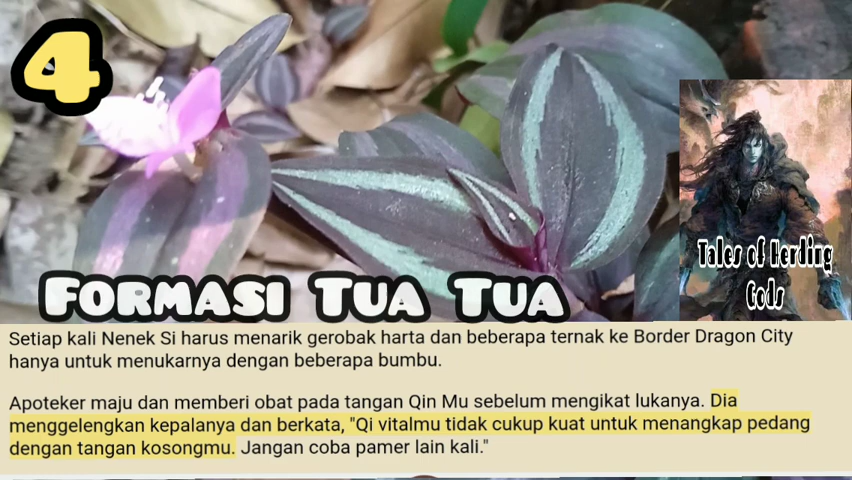 4
Tales of Herding
Gods
FORMASI TUA TUA
Setiap kali Nenek Si harus menarik gerobak harta dan beberapa ternak ke Border Dragon City
hanya untuk menukarnya dengan beberapa bumbu.
Apoteker maju dan memberi obat pada tangan Qin Mu sebelum mengikat lukanya. Dia
menggelengkan kepalanya dan berkata, "Qi vitalmu tidak cukup kuat untuk menangkap pedang
dengan tangan kosongmu. Jangan coba pamer lain kali."